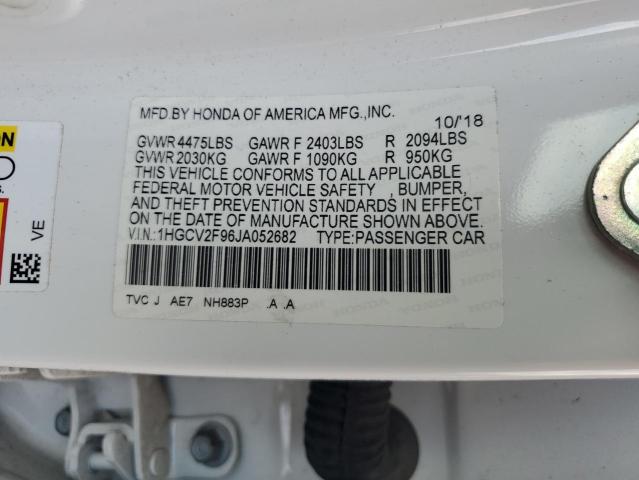 MFD.BY HONDA OF AMERICA MFG.,INC. 10/'18
GVWR 4475LBS GAWR F 2403LBS R 2094LBS
GVWR 2030KG GAWR F 1090KG R 950KG
THIS VEHICLE CONFORMS TO ALL APPLICABLE
FEDERAL MOTOR VEHICLE SAFETY , BUMPER,
AND THEFT PREVENTION STANDARDS IN EFFECT
ON THE DATE OF MANUFACTURE SHOWN ABOVE.
V.I.N.:1HGCV2F96JA052682 TYPE:PASSENGER CAR
TVC J AE7 NH883P .A .A
VE